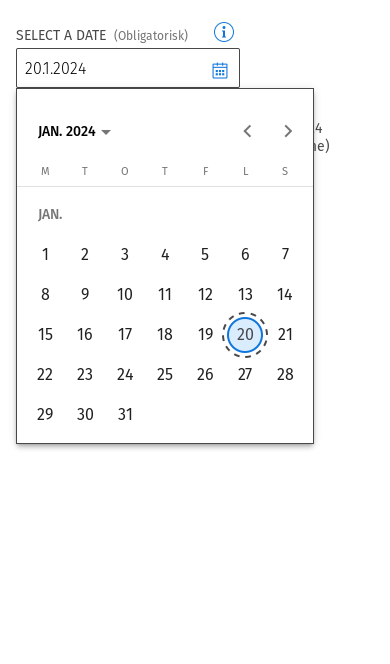 SELECT A DATE (Obligatorisk)
20.1.2024
JAN. 2024
M T O T F L S
JAN.
1 2 3 4 5 6 7
8 9 10 11 12 13 14
15 16 17 18 19 20 21
22 23 24 25 26 27 28
29 30 31